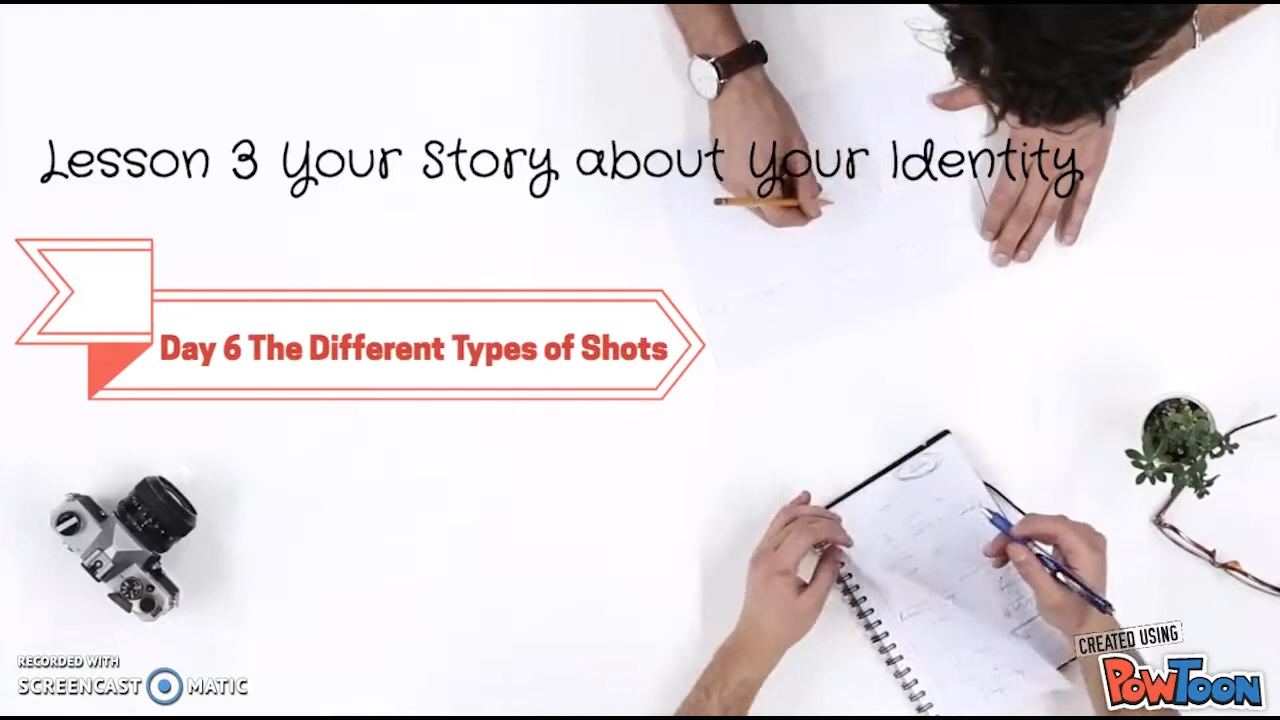 Lesson 3 Your Story about Your Identity
Day 6 The Different Types of Shots
RECORDED WITH
SCREENCAST MATIC
CREATED USING
POWTOON